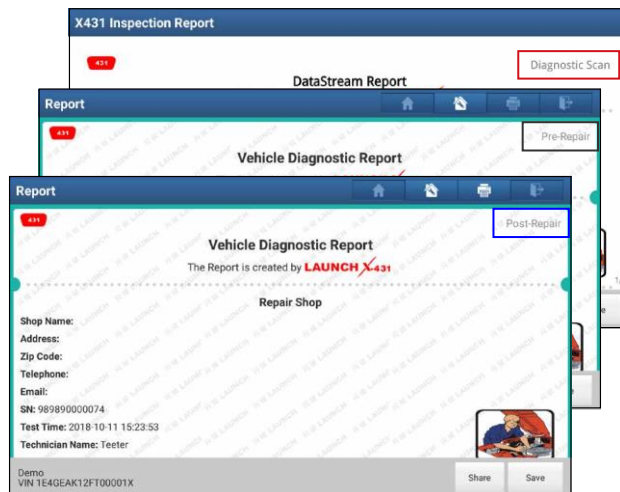 X431 Inspection Report
431
Diagnostic Scan
DataStream Report
Report
431
Pre-Repair
Vehicle Diagnostic Report
Report
431
Post-Repair
Vehicle Diagnostic Report
The Report is created by LAUNCH X-431
Repair Shop
Shop Name:
Address:
Zip Code:
Telephone:
Email:
SN: 989890000074
Test Time: 2018-10-11 15:23:53
Technician Name: Teeter
Demo
VIN 1E4GEAK12FT00001X
Share
Save